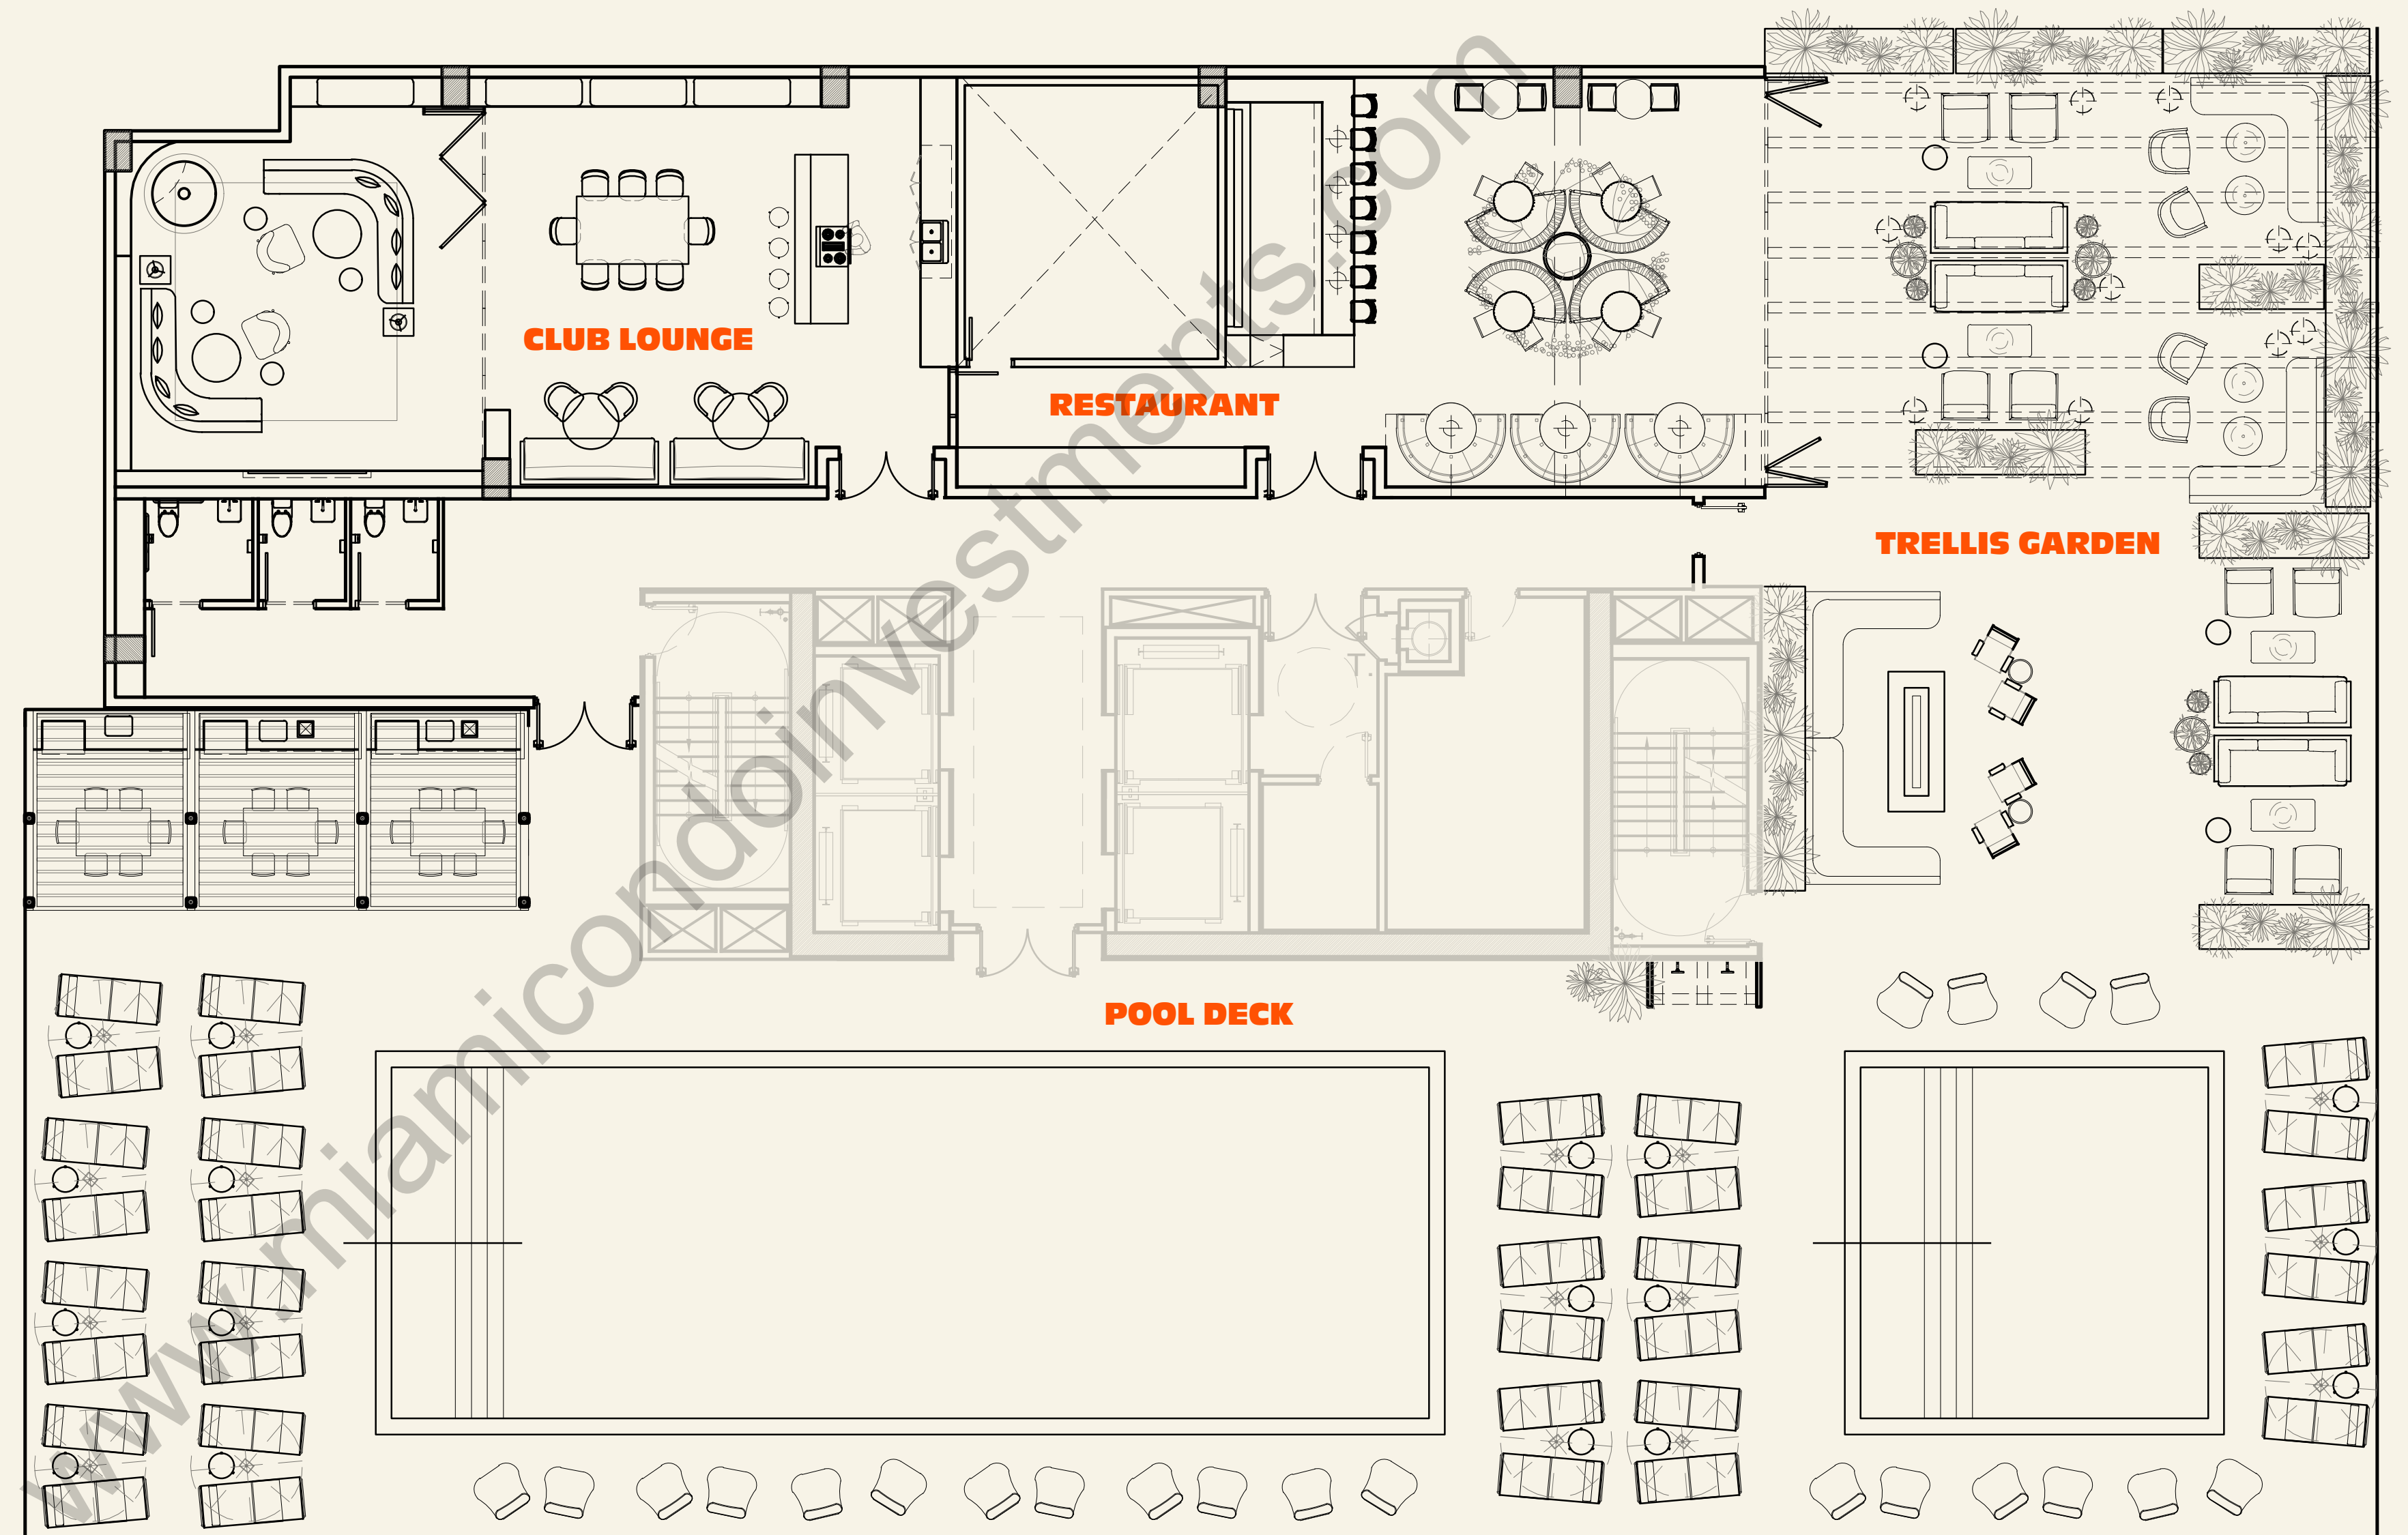 CLUB LOUNGE
RESTAURANT
TRELLIS GARDEN
POOL DECK
www.miamicondoinvestments.com